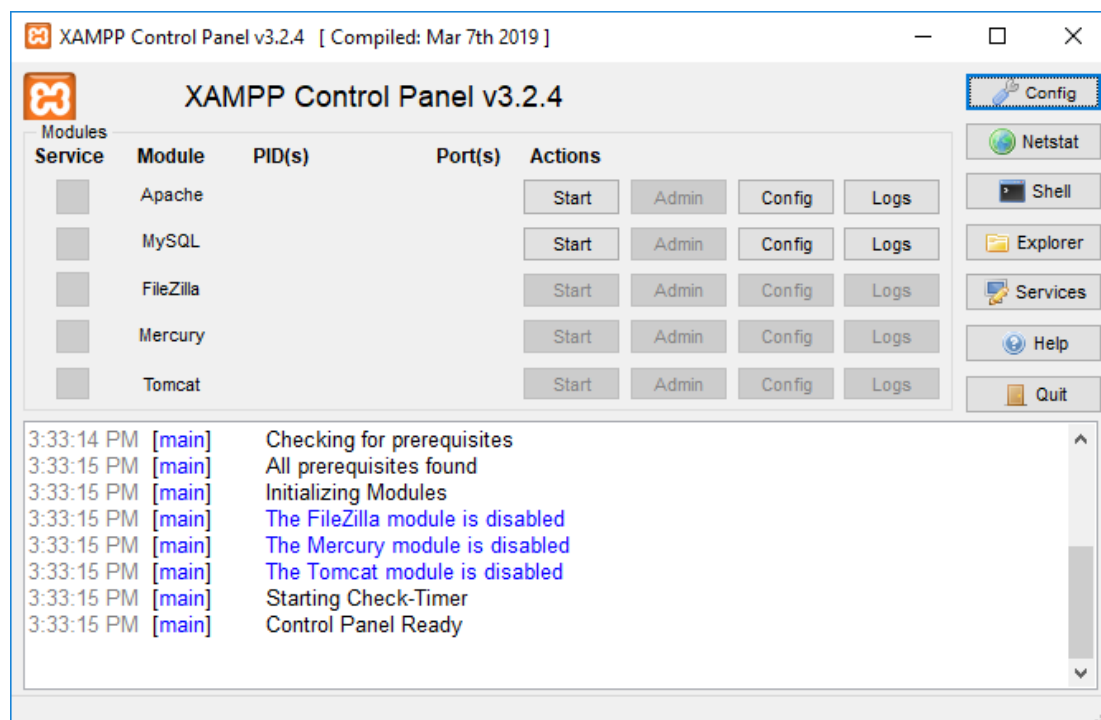 XAMPP Control Panel v3.2.4 [ Compiled: Mar 7th 2019 ]
XAMPP Control Panel v3.2.4
Config
Modules
Service Module PID(s) Port(s) Actions
Netstat
Apache Start Admin Config Logs
Shell
MySQL Start Admin Config Logs
Explorer
FileZilla Start Admin Config Logs
Services
Mercury Start Admin Config Logs
Help
Tomcat Start Admin Config Logs
Quit
3:33:14 PM [main] Checking for prerequisites
3:33:15 PM [main] All prerequisites found
3:33:15 PM [main] Initializing Modules
3:33:15 PM [main] The FileZilla module is disabled
3:33:15 PM [main] The Mercury module is disabled
3:33:15 PM [main] The Tomcat module is disabled
3:33:15 PM [main] Starting Check-Timer
3:33:15 PM [main] Control Panel Ready